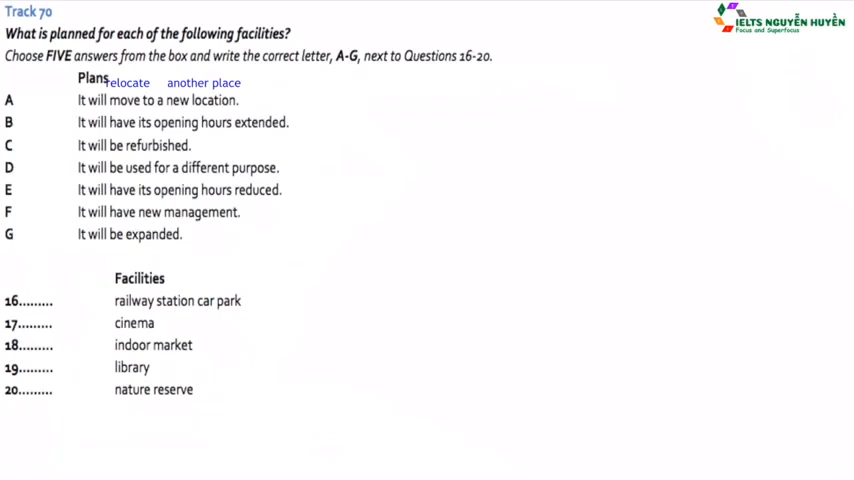 Track 70
IELTS NGUYỄN HUYỀN
Focus and Superfocus
What is planned for each of the following facilities?
Choose FIVE answers from the box and write the correct letter, A-G, next to Questions 16-20.
Plans
relocate another place
A It will move to a new location.
B It will have its opening hours extended.
C It will be refurbished.
D It will be used for a different purpose.
E It will have its opening hours reduced.
F It will have new management.
G It will be expanded.
Facilities
16......... railway station car park
17......... cinema
18......... indoor market
19......... library
20......... nature reserve